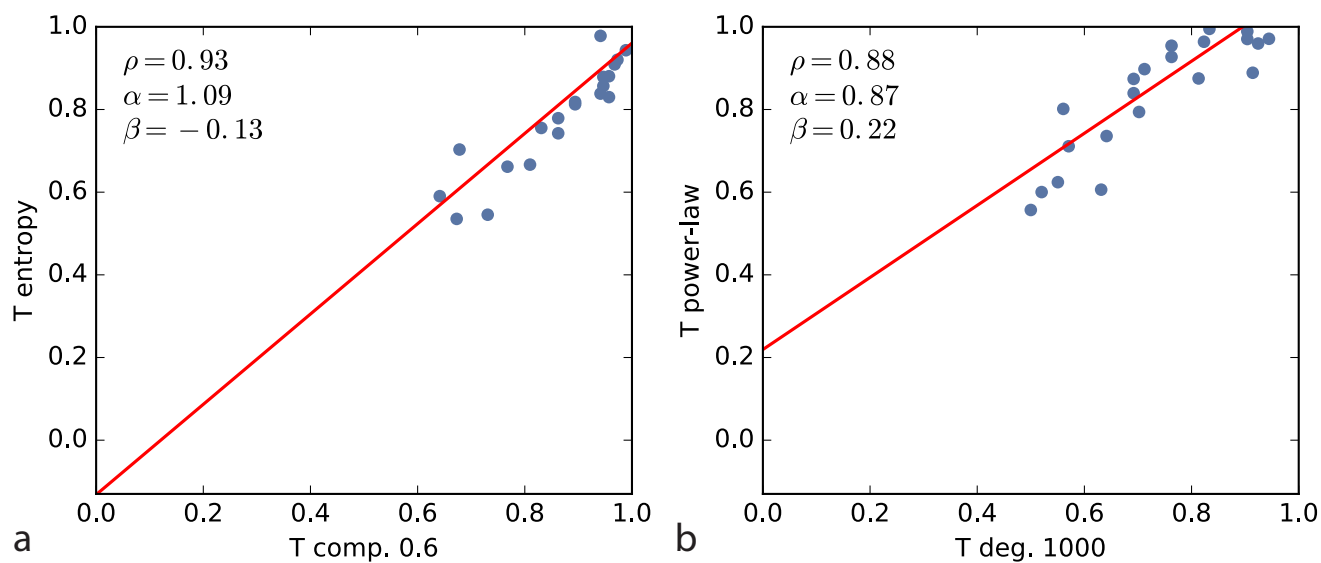 1.0
0.8
0.6
0.4
0.2
0.0
T entropy
ρ = 0.93
α = 1.09
β = −0.13
0.0 0.2 0.4 0.6 0.8 1.0
T comp. 0.6
a
1.0
0.8
0.6
0.4
0.2
0.0
T power-law
ρ = 0.88
α = 0.87
β = 0.22
0.0 0.2 0.4 0.6 0.8 1.0
T deg. 1000
b